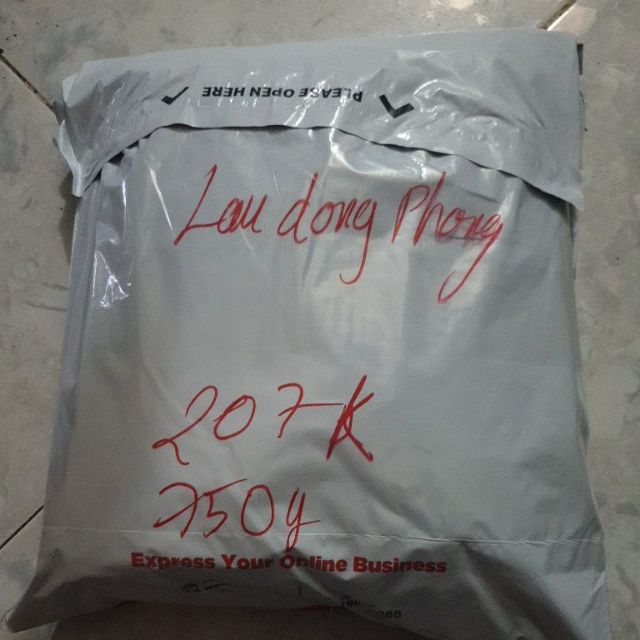 PLEASE OPEN HERE
Lau dong Phong
207K
750g
Express Your Online Business